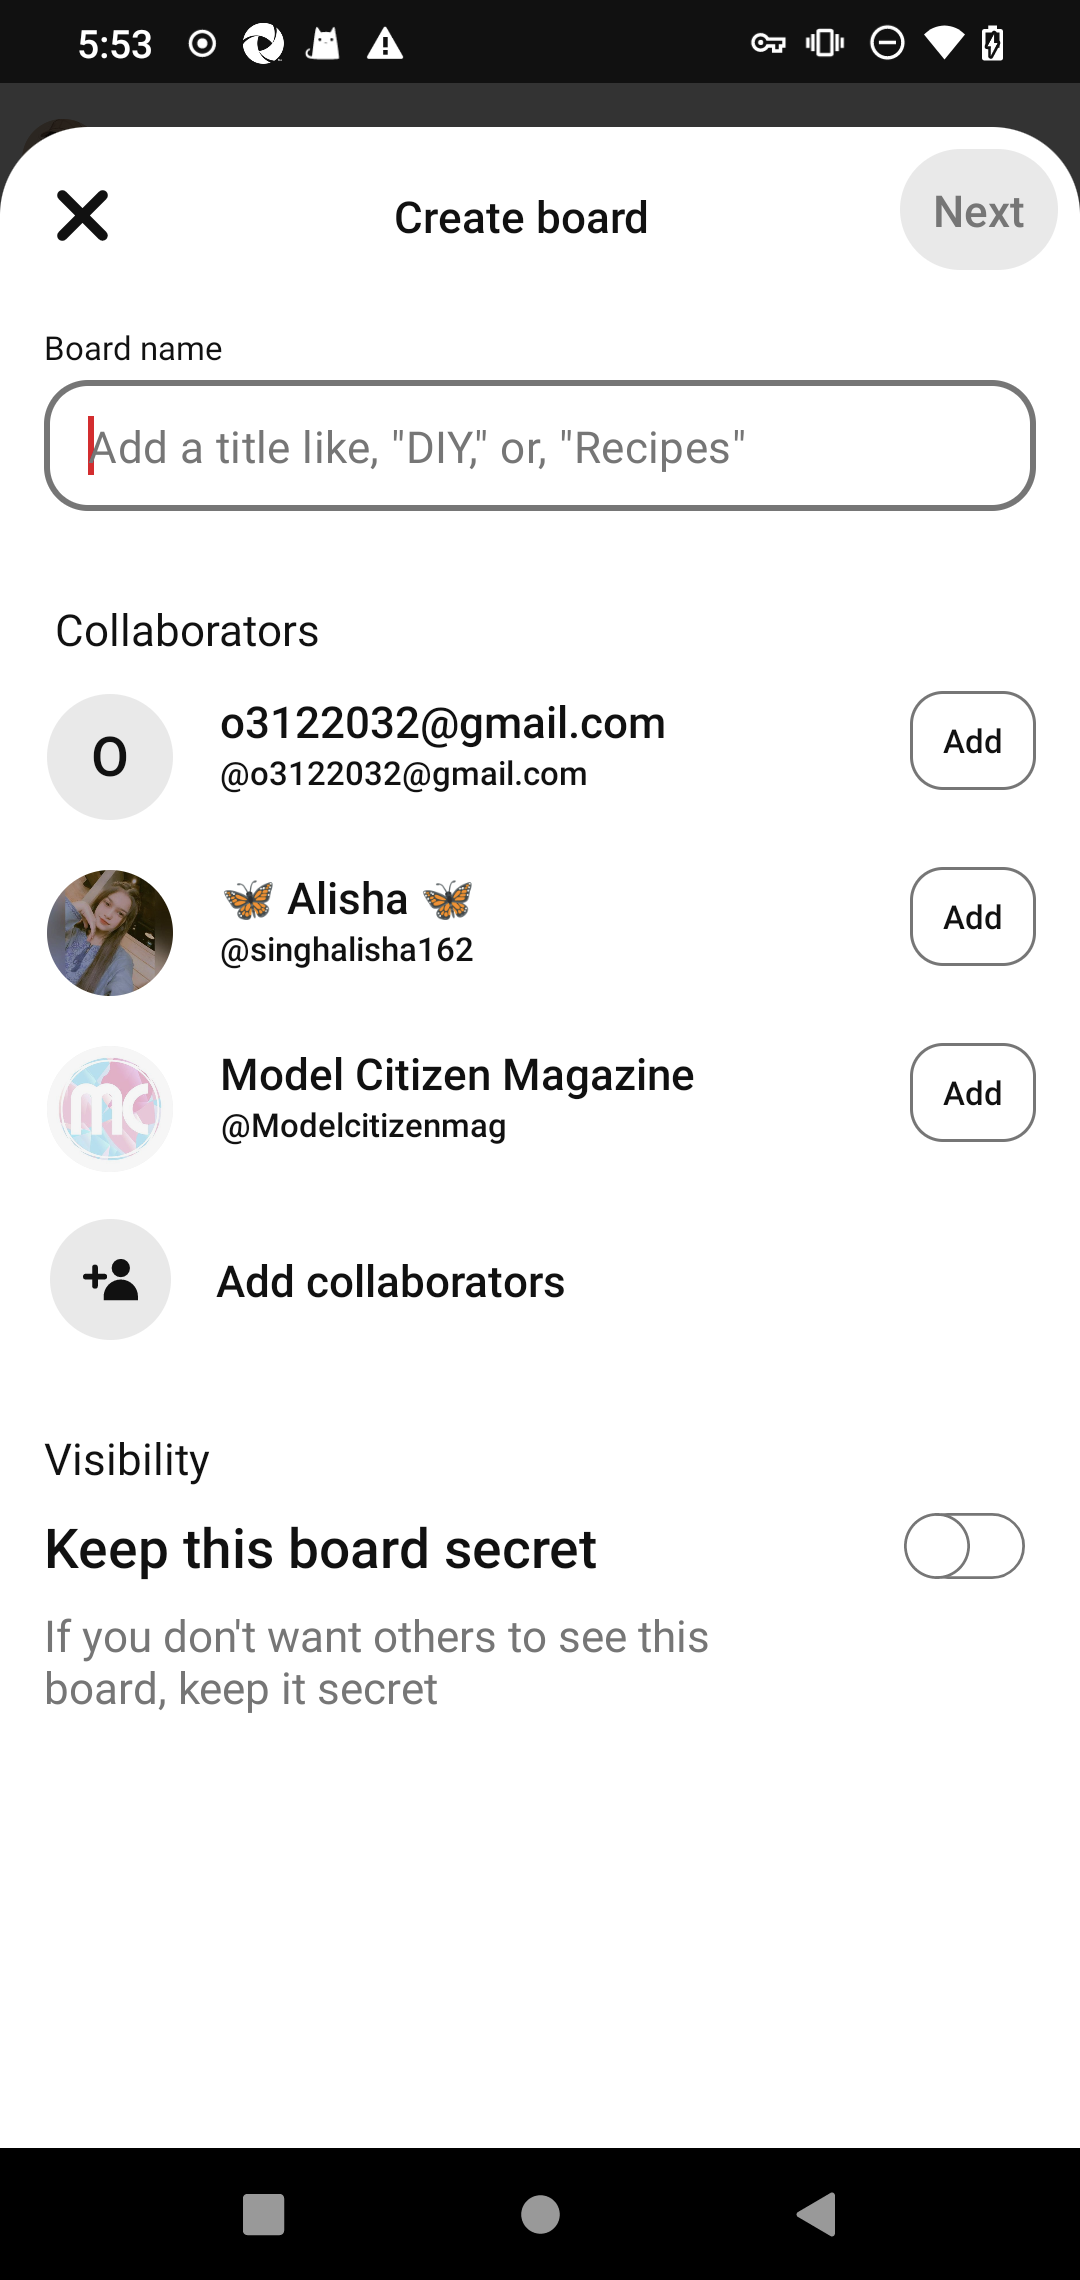 5:53
Create board
Next
Board name
Add a title like, "DIY," or, "Recipes"
Collaborators
O
o3122032@gmail.com
@o3122032@gmail.com
Add
🦋 Alisha 🦋
@singhalisha162
Add
mc
Model Citizen Magazine
@Modelcitizenmag
Add
Add collaborators
Visibility
Keep this board secret
If you don't want others to see this
board, keep it secret